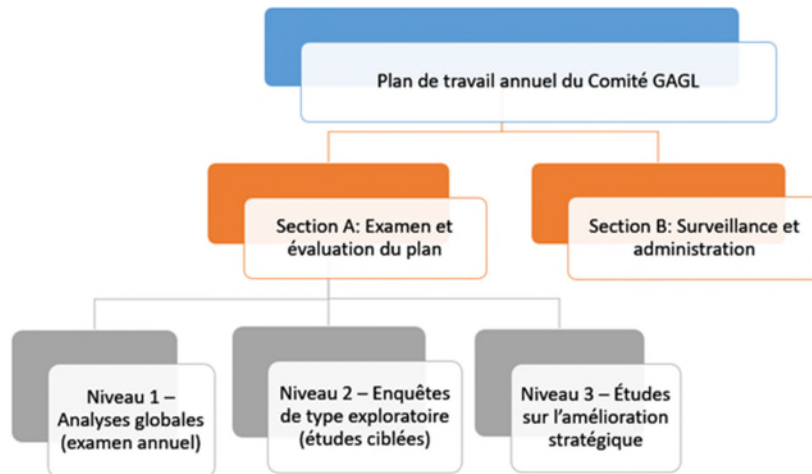 Plan de travail annuel du Comité GAGL
Section A: Examen et
évaluation du plan
Section B: Surveillance et
administration
Niveau 1 –
Analyses globales
(examen annuel)
Niveau 2 – Enquêtes
de type exploratoire
(études ciblées)
Niveau 3 – Études
sur l'amélioration
stratégique